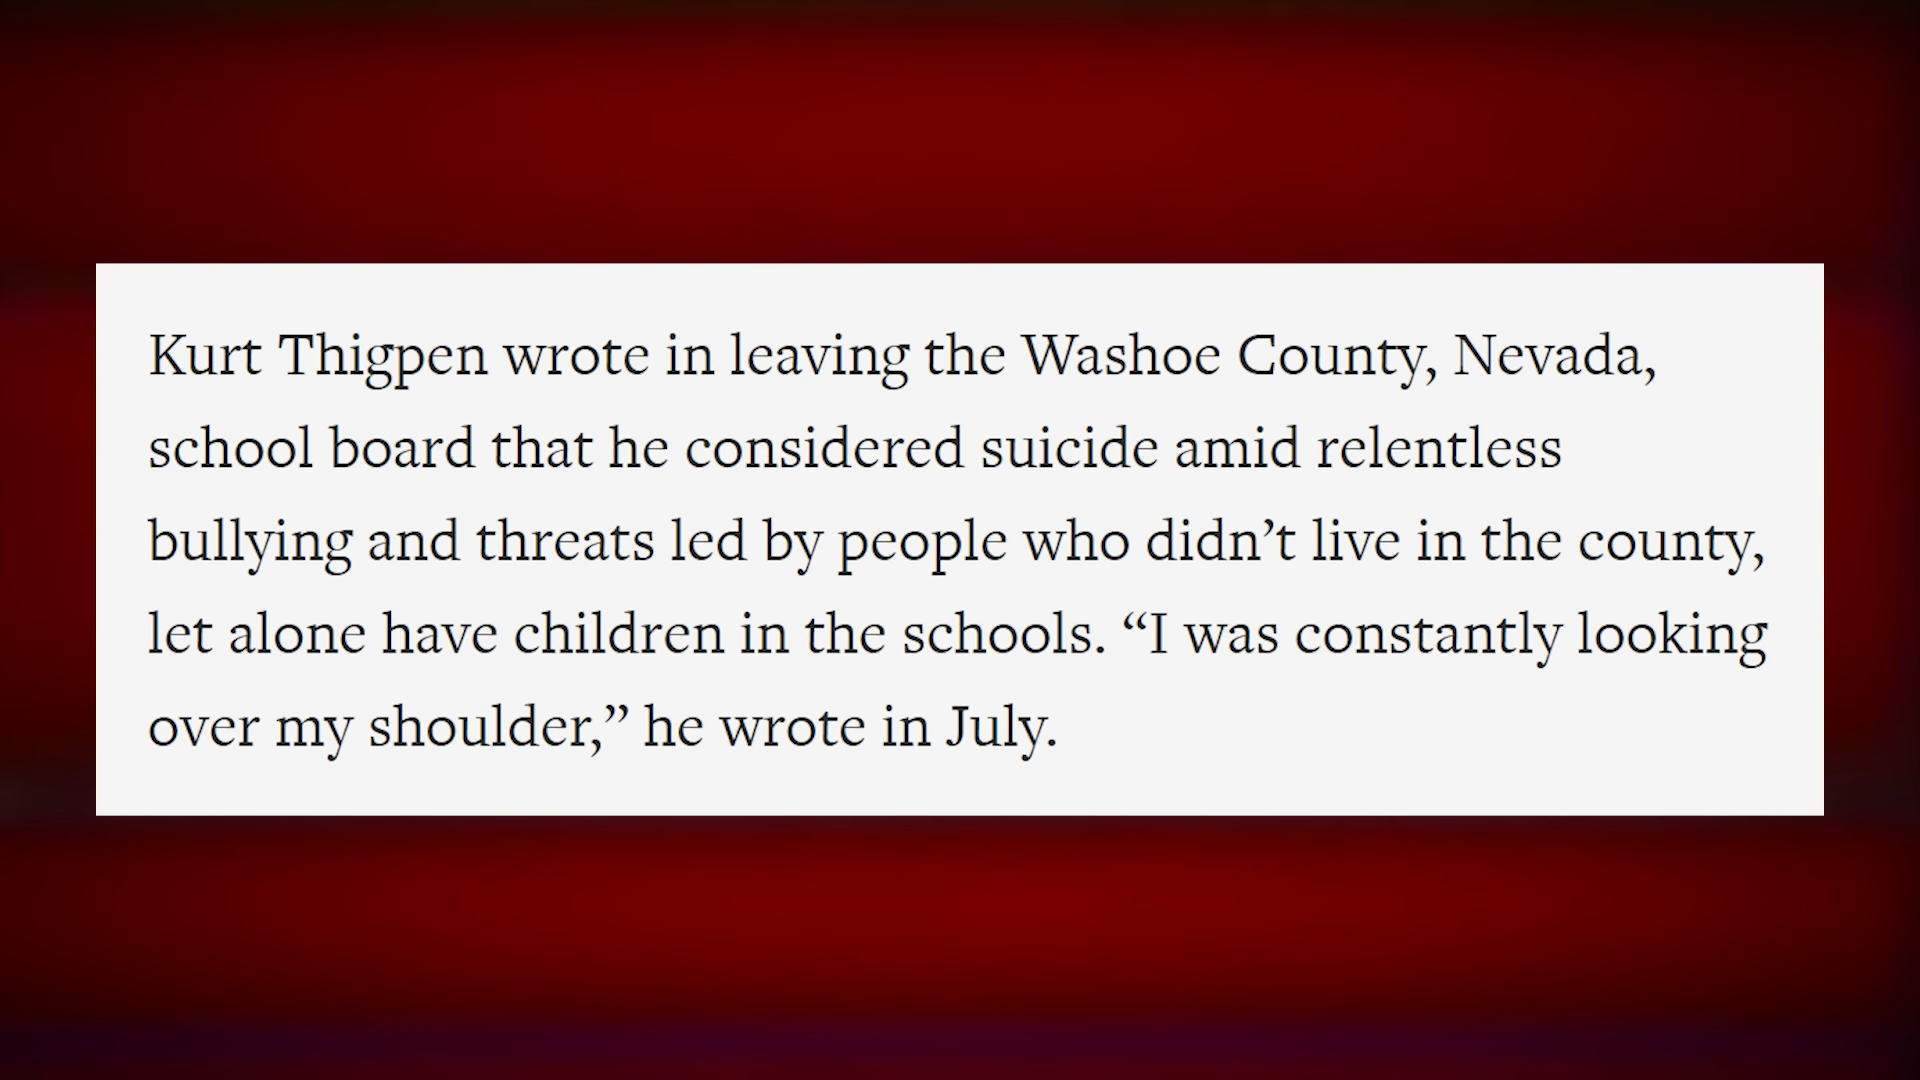 Kurt Thigpen wrote in leaving the Washoe County, Nevada,
school board that he considered suicide amid relentless
bullying and threats led by people who didn’t live in the county,
let alone have children in the schools. “I was constantly looking
over my shoulder,” he wrote in July.